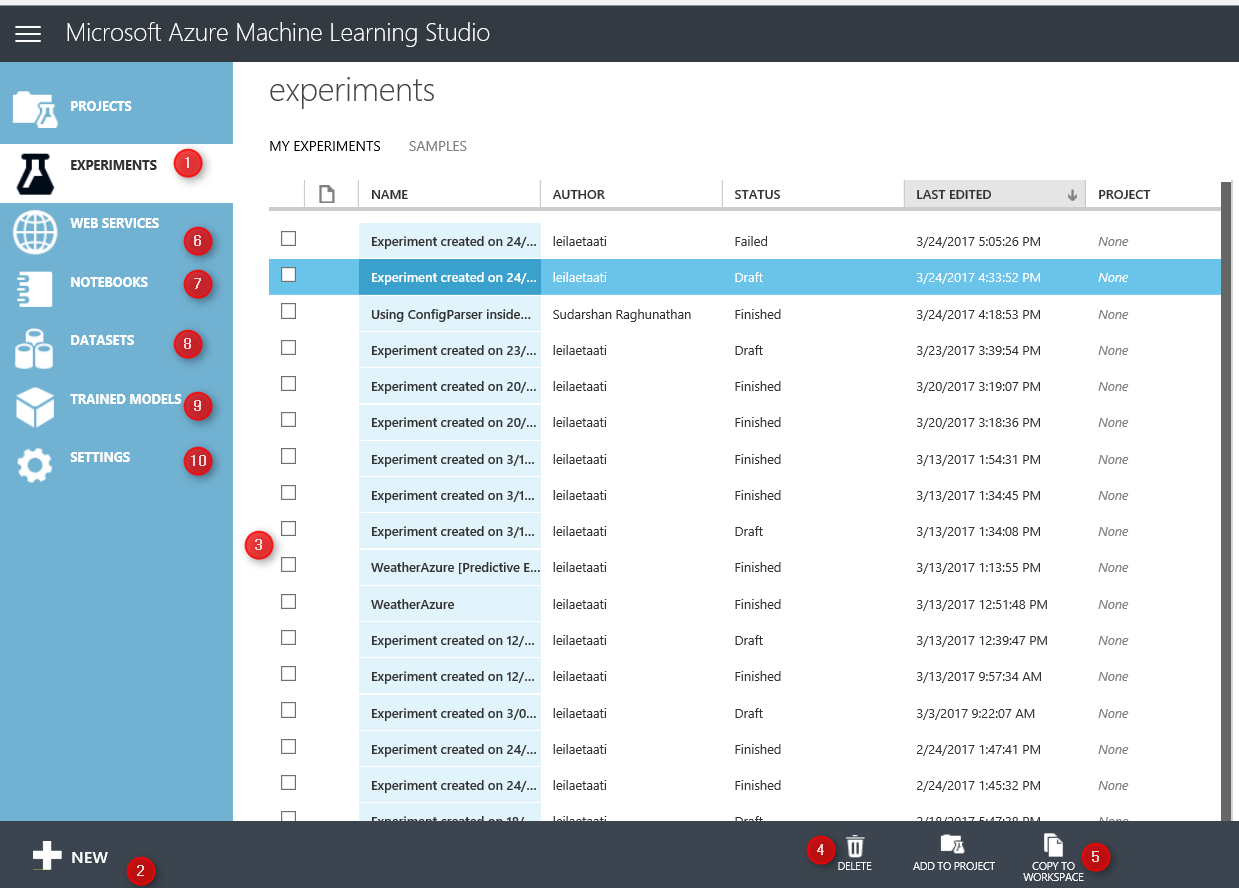 Microsoft Azure Machine Learning Studio
PROJECTS
EXPERIMENTS 1
WEB SERVICES
6
NOTEBOOKS 7
DATASETS 8
TRAINED MODELS 9
SETTINGS 10
experiments
MY EXPERIMENTS SAMPLES
NAME AUTHOR STATUS LAST EDITED PROJECT
Experiment created on 24/... leilaetaati Failed 3/24/2017 5:05:26 PM None
Experiment created on 24/... leilaetaati Draft 3/24/2017 4:33:52 PM None
Using ConfigParser inside... Sudarshan Raghunathan Finished 3/24/2017 4:18:53 PM None
Experiment created on 23/... leilaetaati Draft 3/23/2017 3:39:54 PM None
Experiment created on 20/... leilaetaati Finished 3/20/2017 3:19:07 PM None
Experiment created on 20/... leilaetaati Finished 3/20/2017 3:18:36 PM None
Experiment created on 3/1... leilaetaati Finished 3/13/2017 1:54:31 PM None
Experiment created on 3/1... leilaetaati Finished 3/13/2017 1:34:45 PM None
Experiment created on 3/1... leilaetaati Draft 3/13/2017 1:34:08 PM None
3
WeatherAzure [Predictive E... leilaetaati Finished 3/13/2017 1:13:55 PM None
WeatherAzure leilaetaati Finished 3/13/2017 12:51:48 PM None
Experiment created on 12/... leilaetaati Draft 3/13/2017 12:39:47 PM None
Experiment created on 12/... leilaetaati Finished 3/13/2017 9:57:34 AM None
Experiment created on 3/0... leilaetaati Draft 3/3/2017 9:22:07 AM None
Experiment created on 24/... leilaetaati Finished 2/24/2017 1:47:41 PM None
Experiment created on 24/... leilaetaati Finished 2/24/2017 1:45:32 PM None
Experiment created on leilaetaati Finished None
NEW 2
4 DELETE
ADD TO PROJECT
COPY TO
WORKSPACE
5